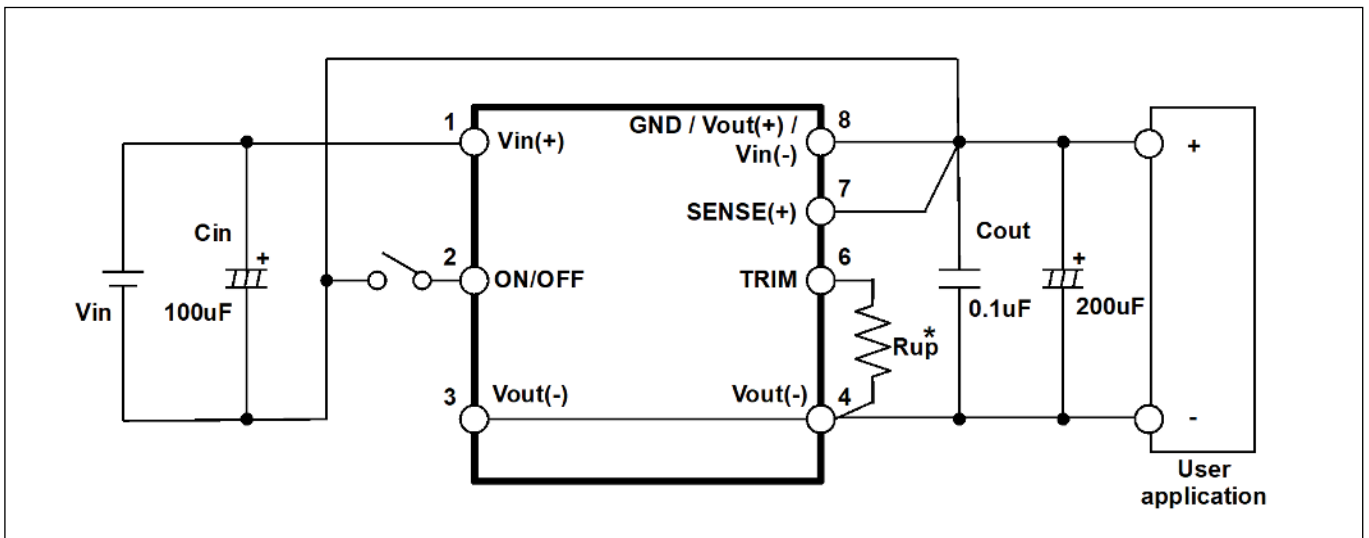 1
Vin(+)
GND / Vout(+) /
Vin(-)
8
+
7
SENSE(+)
Cin
+
2
ON/OFF
TRIM
6
Cout
+
Vin
100uF
Rup*
0.1uF
200uF
3
Vout(-)
Vout(-)
4
-
User
application